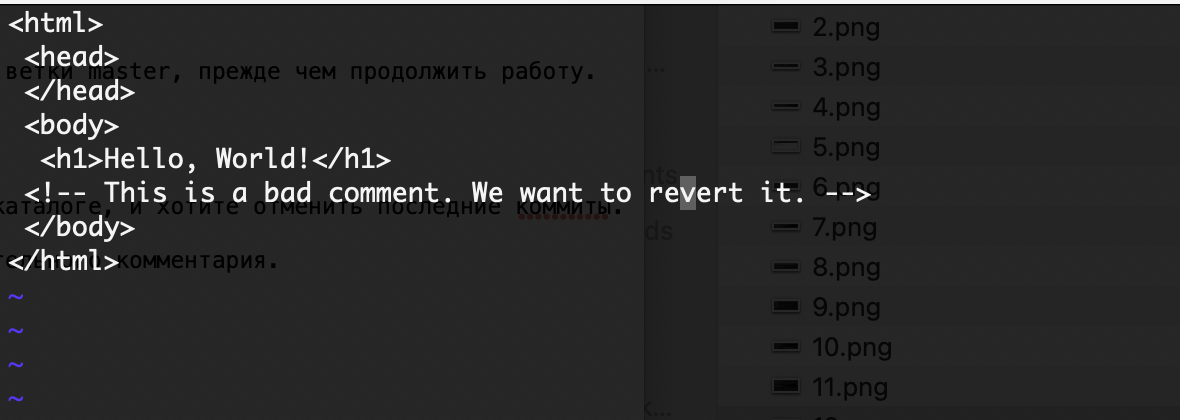 <html>
<head>
ветки master, прежде чем продолжить работу.
</head>
<body>
<h1>Hello, World!</h1>
<!-- This is a bad comment. We want to revert it. -->
каталоге, и хотите отменить последние коммиты.
</body>
</html>
комментария.
~
~
~
~
2.png
3.png
4.png
5.png
6.png
7.png
8.png
9.png
10.png
11.png